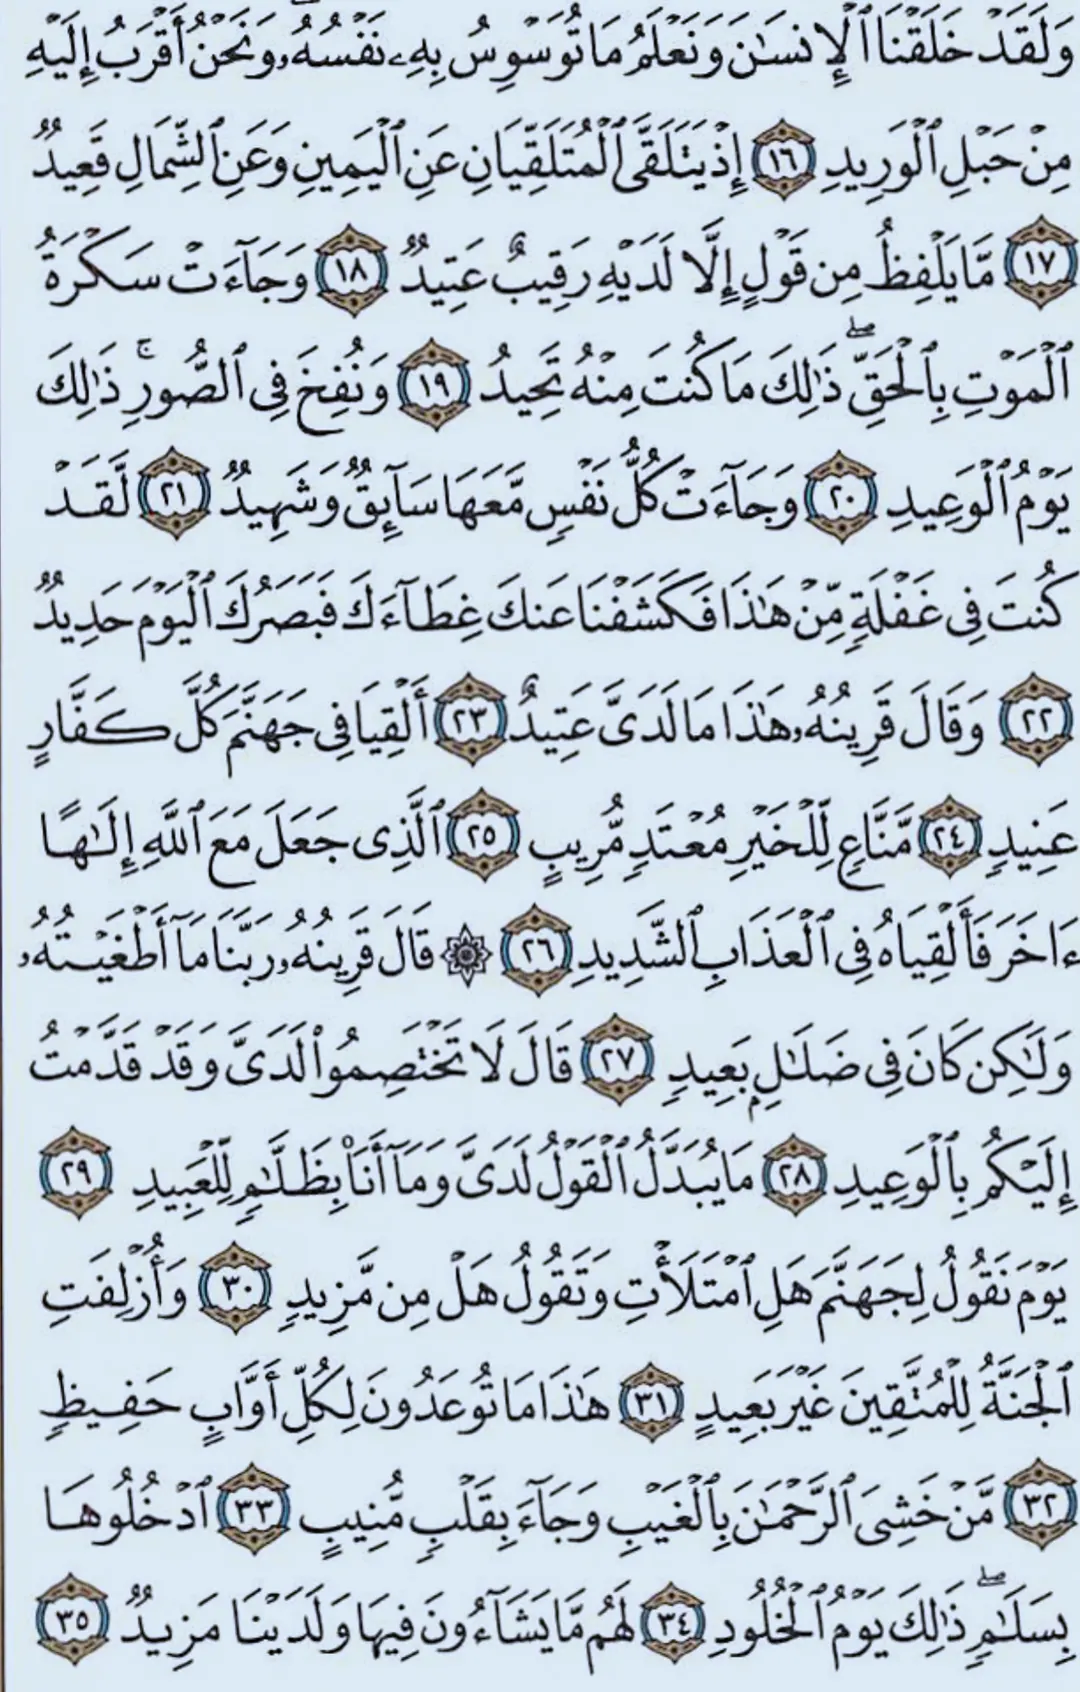 وَلَقَدۡ خَلَقۡنَا ٱلۡإِنسَٰنَ وَنَعۡلَمُ مَا تُوَسۡوِسُ بِهِۦ نَفۡسُهُۥ وَنَحۡنُ أَقۡرَبُ إِلَيۡهِ
مِنۡ حَبۡلِ ٱلۡوَرِيدِ ١٦ إِذۡ يَتَلَقَّى ٱلۡمُتَلَقِّيَانِ عَنِ ٱلۡيَمِينِ وَعَنِ ٱلشِّمَالِ قَعِيدٞ
١٧ مَّا يَلۡفِظُ مِن قَوۡلٍ إِلَّا لَدَيۡهِ رَقِيبٌ عَتِيدٞ ١٨ وَجَآءَتۡ سَكۡرَةُ
ٱلۡمَوۡتِ بِٱلۡحَقِّۖ ذَٰلِكَ مَا كُنتَ مِنۡهُ تَحِيدُ ١٩ وَنُفِخَ فِي ٱلصُّورِۚ ذَٰلِكَ
يَوۡمُ ٱلۡوَعِيدِ ٢٠ وَجَآءَتۡ كُلُّ نَفۡسٖ مَّعَهَا سَآئِقٞ وَشَهِيدٞ ٢١ لَّقَدۡ
كُنتَ فِي غَفۡلَةٖ مِّنۡ هَٰذَا فَكَشَفۡنَا عَنكَ غِطَآءَكَ فَبَصَرُكَ ٱلۡيَوۡمَ حَدِيدٞ
٢٢ وَقَالَ قَرِينُهُۥ هَٰذَا مَا لَدَيَّ عَتِيدٌ ٢٣ أَلۡقِيَا فِي جَهَنَّمَ كُلَّ كَفَّارٍ
عَنِيدٖ ٢٤ مَّنَّاعٖ لِّلۡخَيۡرِ مُعۡتَدٖ مُّرِيبٍ ٢٥ ٱلَّذِي جَعَلَ مَعَ ٱللَّهِ إِلَٰهًا
ءَاخَرَ فَأَلۡقِيَاهُ فِي ٱلۡعَذَابِ ٱلشَّدِيدِ ٢٦ ۞ قَالَ قَرِينُهُۥ رَبَّنَا مَآ أَطۡغَيۡتُهُۥ
وَلَٰكِن كَانَ فِي ضَلَٰلِۭ بَعِيدٖ ٢٧ قَالَ لَا تَخۡتَصِمُواْ لَدَيَّ وَقَدۡ قَدَّمۡتُ
إِلَيۡكُم بِٱلۡوَعِيدِ ٢٨ مَا يُبَدَّلُ ٱلۡقَوۡلُ لَدَيَّ وَمَآ أَنَا۠ بِظَلَّٰمٖ لِّلۡعَبِيدِ ٢٩
يَوۡمَ نَقُولُ لِجَهَنَّمَ هَلِ ٱمۡتَلَأۡتِ وَتَقُولُ هَلۡ مِن مَّزِيدٖ ٣٠ وَأُزۡلِفَتِ
ٱلۡجَنَّةُ لِلۡمُتَّقِينَ غَيۡرَ بَعِيدٍ ٣١ هَٰذَا مَا تُوعَدُونَ لِكُلِّ أَوَّابٍ حَفِيظٖ
٣٢ مَّنۡ خَشِيَ ٱلرَّحۡمَٰنَ بِٱلۡغَيۡبِ وَجَآءَ بِقَلۡبٖ مُّنِيبٍ ٣٣ ٱدۡخُلُوهَا
بِسَلَٰمٖۖ ذَٰلِكَ يَوۡمُ ٱلۡخُلُودِ ٣٤ لَهُم مَّا يَشَآءُونَ فِيهَا وَلَدَيۡنَا مَزِيدٞ ٣٥